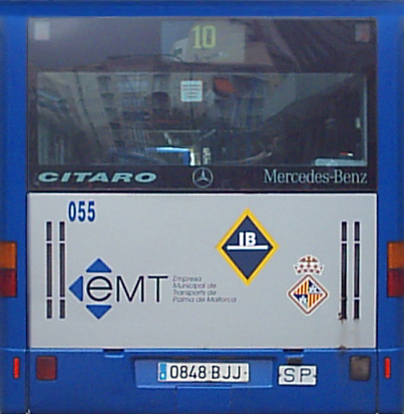 10
CITARO
Mercedes-Benz
055
IB
eMT
Empresa
Municipal de
Transports de
Palma de Mallorca
0848 BJJ
SP